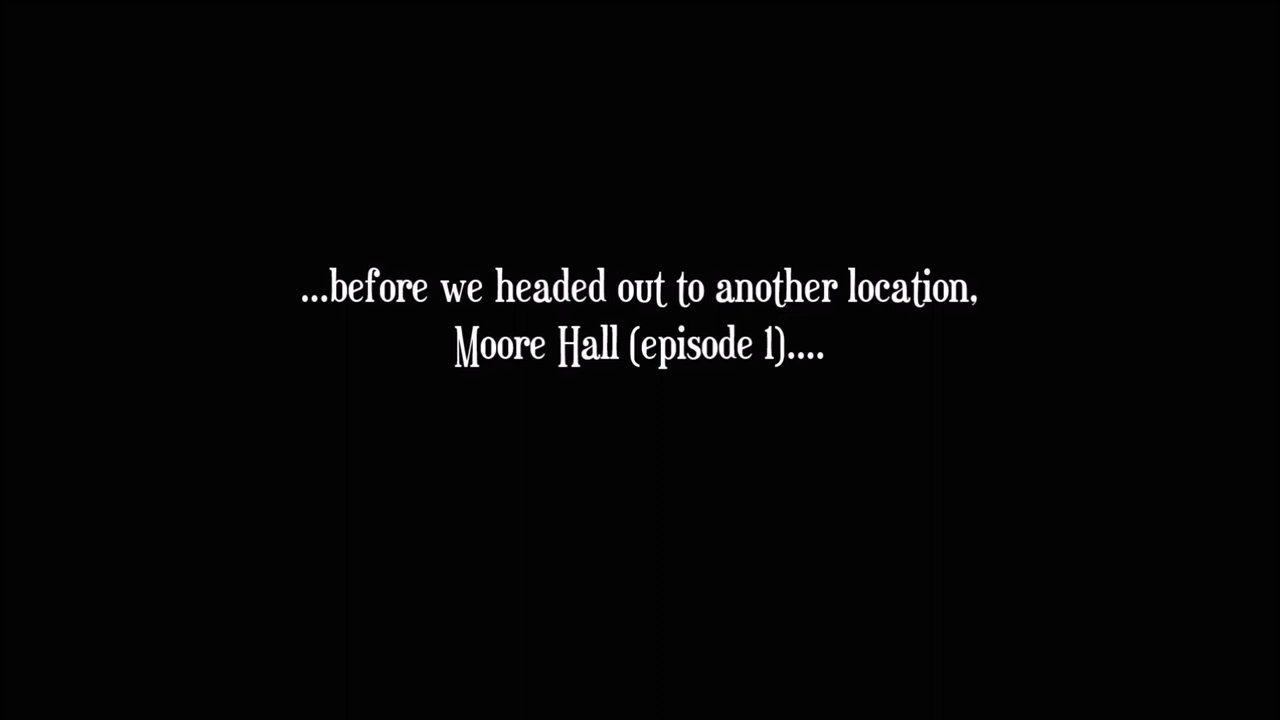 ...before we headed out to another location,
Moore Hall (episode 1)....